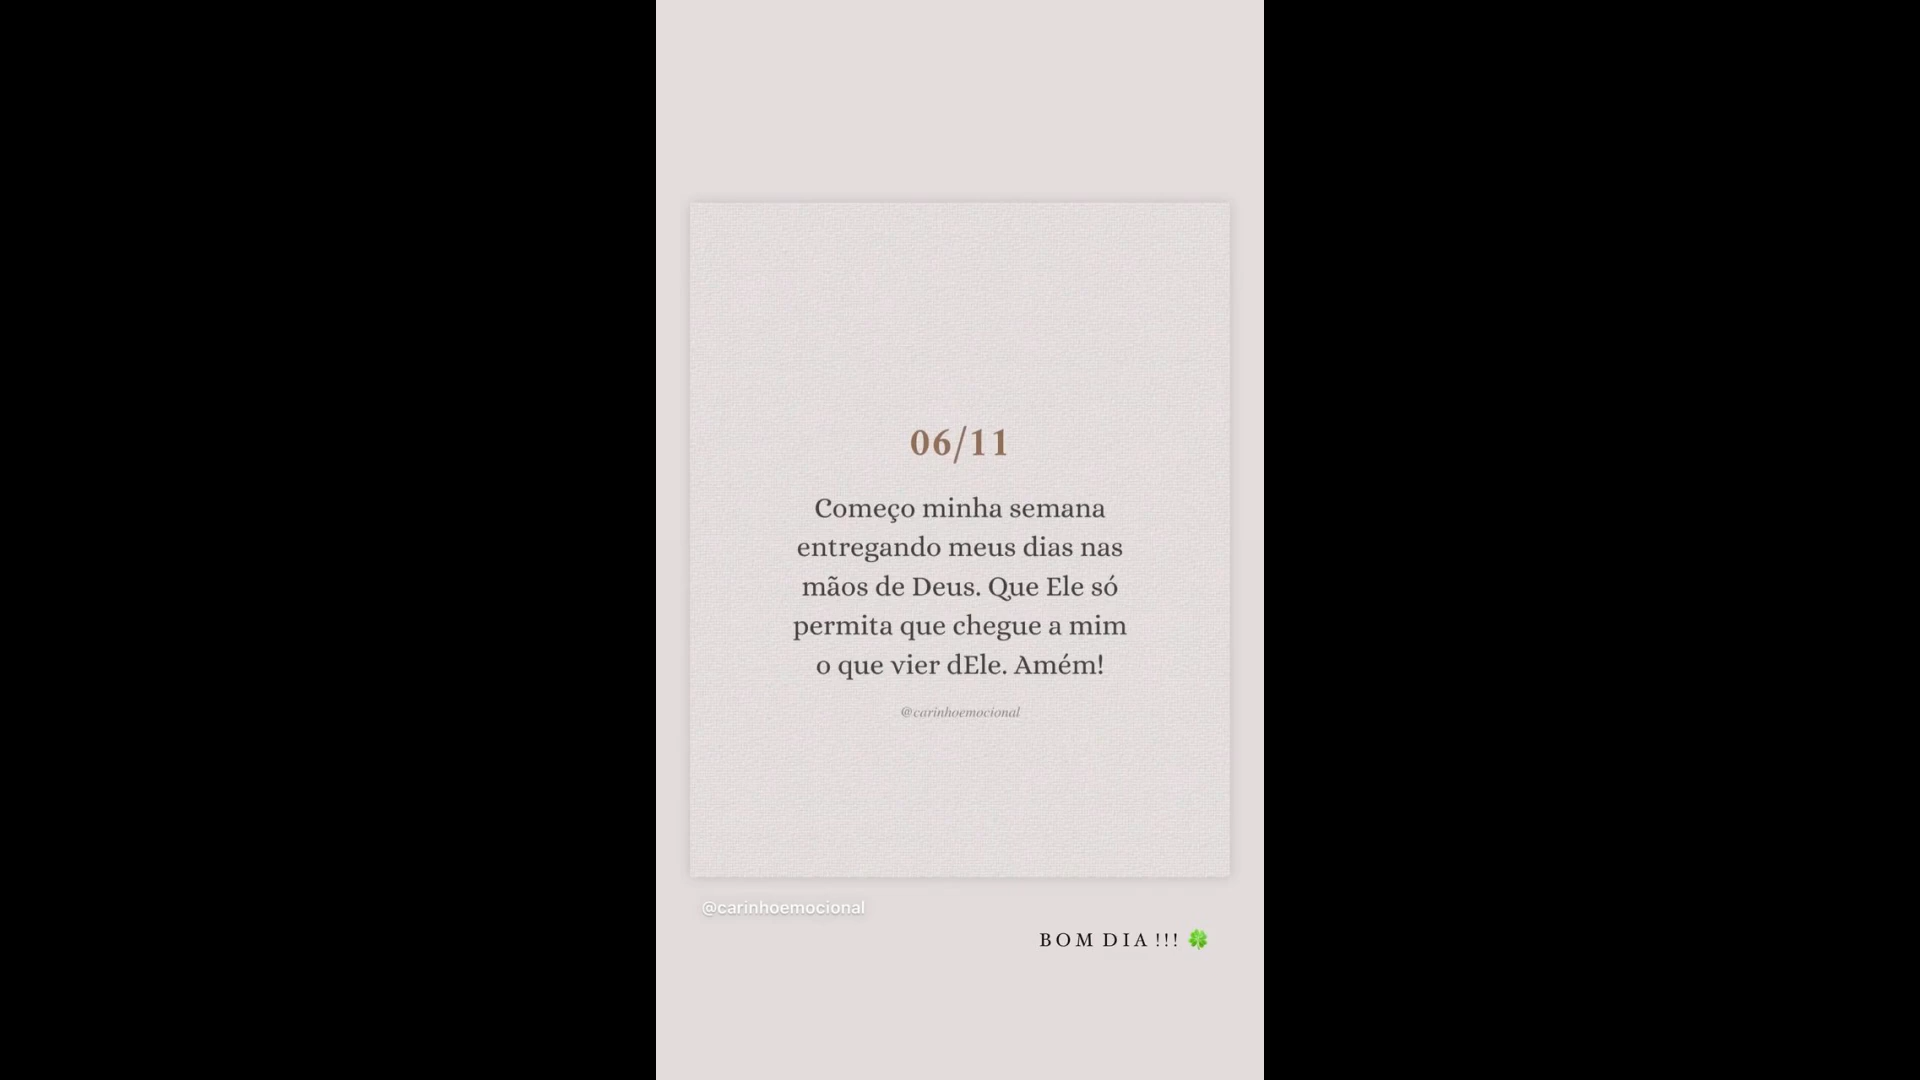 06/11
Começo minha semana
entregando meus dias nas
mãos de Deus. Que Ele só
permita que chegue a mim
o que vier dEle. Amém!
@carinhoemocional
@carinhoemocional
BOM DIA !!! 🍀